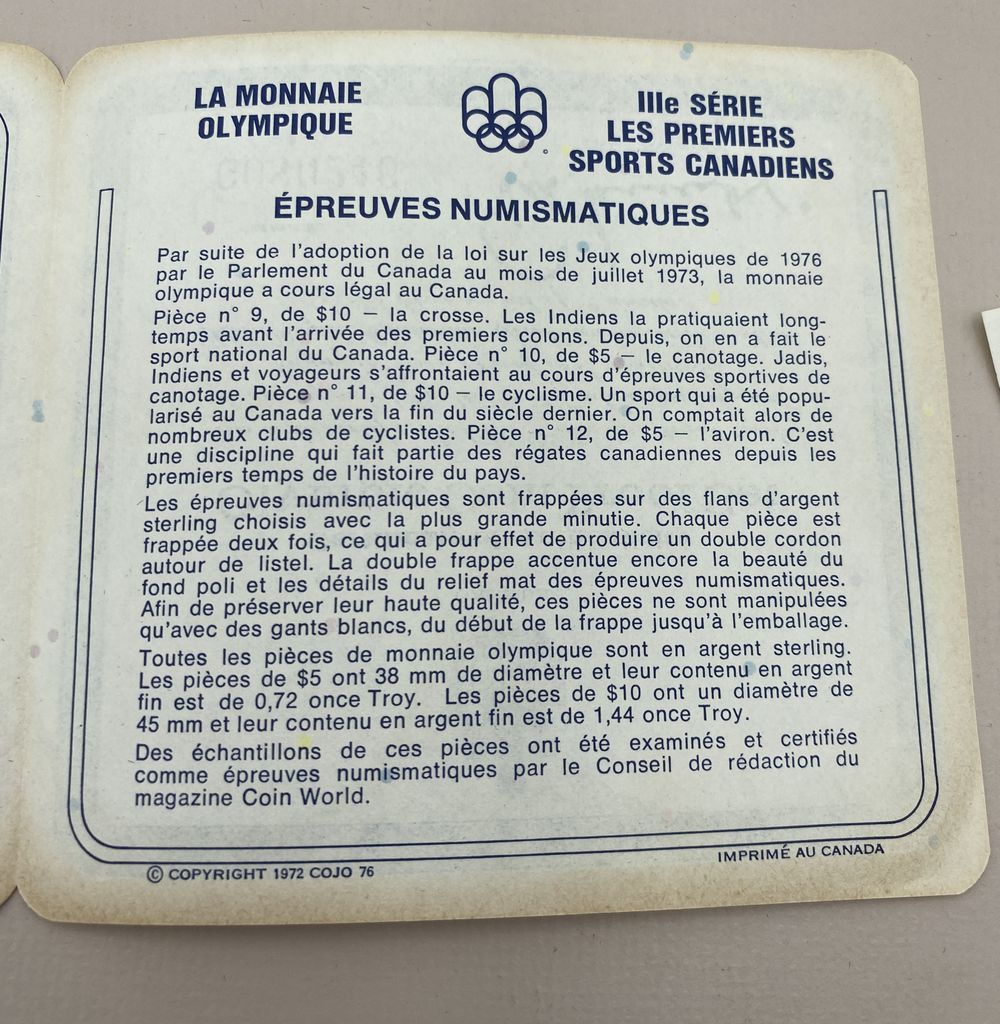 LA MONNAIE
OLYMPIQUE
IIIe SÉRIE
LES PREMIERS
SPORTS CANADIENS
ÉPREUVES NUMISMATIQUES
Par suite de l'adoption de la loi sur les Jeux olympiques de 1976
par le Parlement du Canada au mois de juillet 1973, la monnaie
olympique a cours légal au Canada.
Pièce n° 9, de $10 – la crosse. Les Indiens la pratiquaient long-
temps avant l'arrivée des premiers colons. Depuis, on en a fait le
sport national du Canada. Pièce n° 10, de $5 – le canotage. Jadis,
Indiens et voyageurs s'affrontaient au cours d'épreuves sportives de
canotage. Pièce n° 11, de $10 – le cyclisme. Un sport qui a été popu-
larisé au Canada vers la fin du siècle dernier. On comptait alors de
nombreux clubs de cyclistes. Pièce n° 12, de $5 – l'aviron. C'est
une discipline qui fait partie des régates canadiennes depuis les
premiers temps de l'histoire du pays.
Les épreuves numismatiques sont frappées sur des flans d'argent
sterling choisis avec la plus grande minutie. Chaque pièce est
frappée deux fois, ce qui a pour effet de produire un double cordon
autour de listel. La double frappe accentue encore la beauté du
fond poli et les détails du relief mat des épreuves numismatiques.
Afin de préserver leur haute qualité, ces pièces ne sont manipulées
qu'avec des gants blancs, du début de la frappe jusqu'à l'emballage.
Toutes les pièces de monnaie olympique sont en argent sterling.
Les pièces de $5 ont 38 mm de diamètre et leur contenu en argent
fin est de 0,72 once Troy. Les pièces de $10 ont un diamètre de
45 mm et leur contenu en argent fin est de 1,44 once Troy.
Des échantillons de ces pièces ont été examinés et certifiés
comme épreuves numismatiques par le Conseil de rédaction du
magazine Coin World.
© COPYRIGHT 1972 COJO 76
IMPRIMÉ AU CANADA